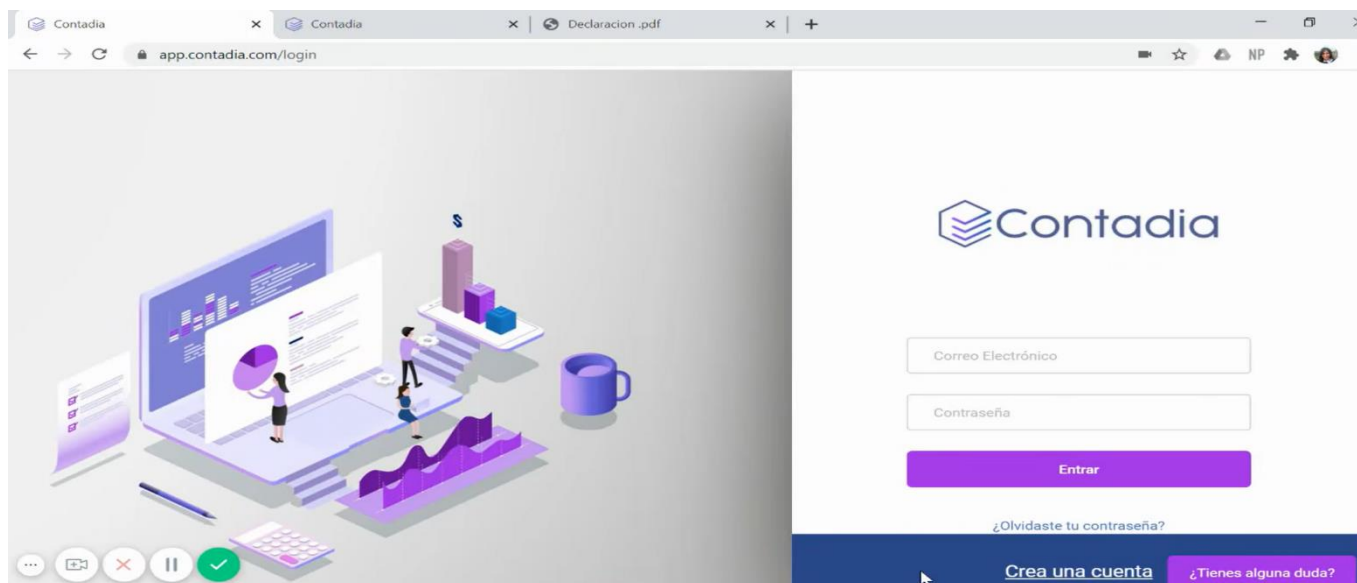 Contadia
Contadia
Declaracion .pdf
app.contadia.com/login
NP
Contadia
Correo Electrónico
Contraseña
Entrar
¿Olvidaste tu contraseña?
Crea una cuenta
¿Tienes alguna duda?